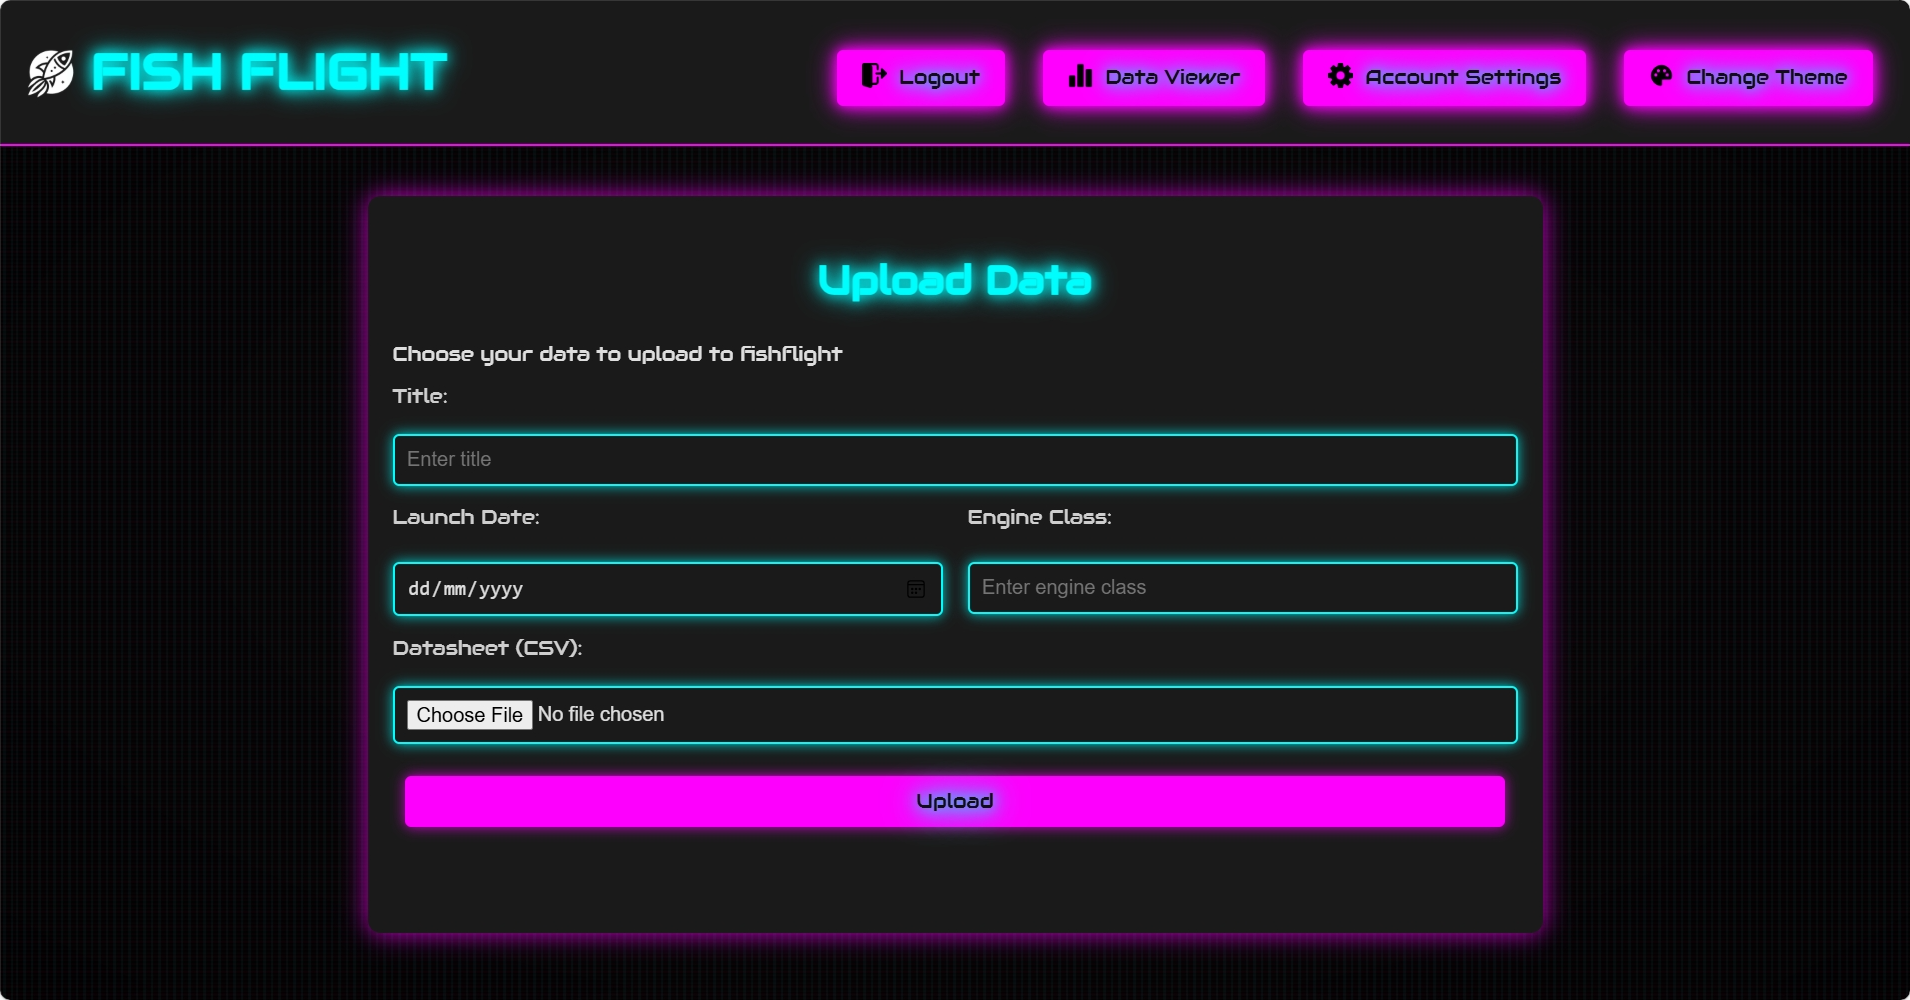 FISH FLIGHT
Logout
Data Viewer
Account Settings
Change Theme
Upload Data
Choose your data to upload to fishflight
Title:
Enter title
Launch Date:
Engine Class:
dd/mm/yyyy
Enter engine class
Datasheet (CSV):
Choose File No file chosen
Upload